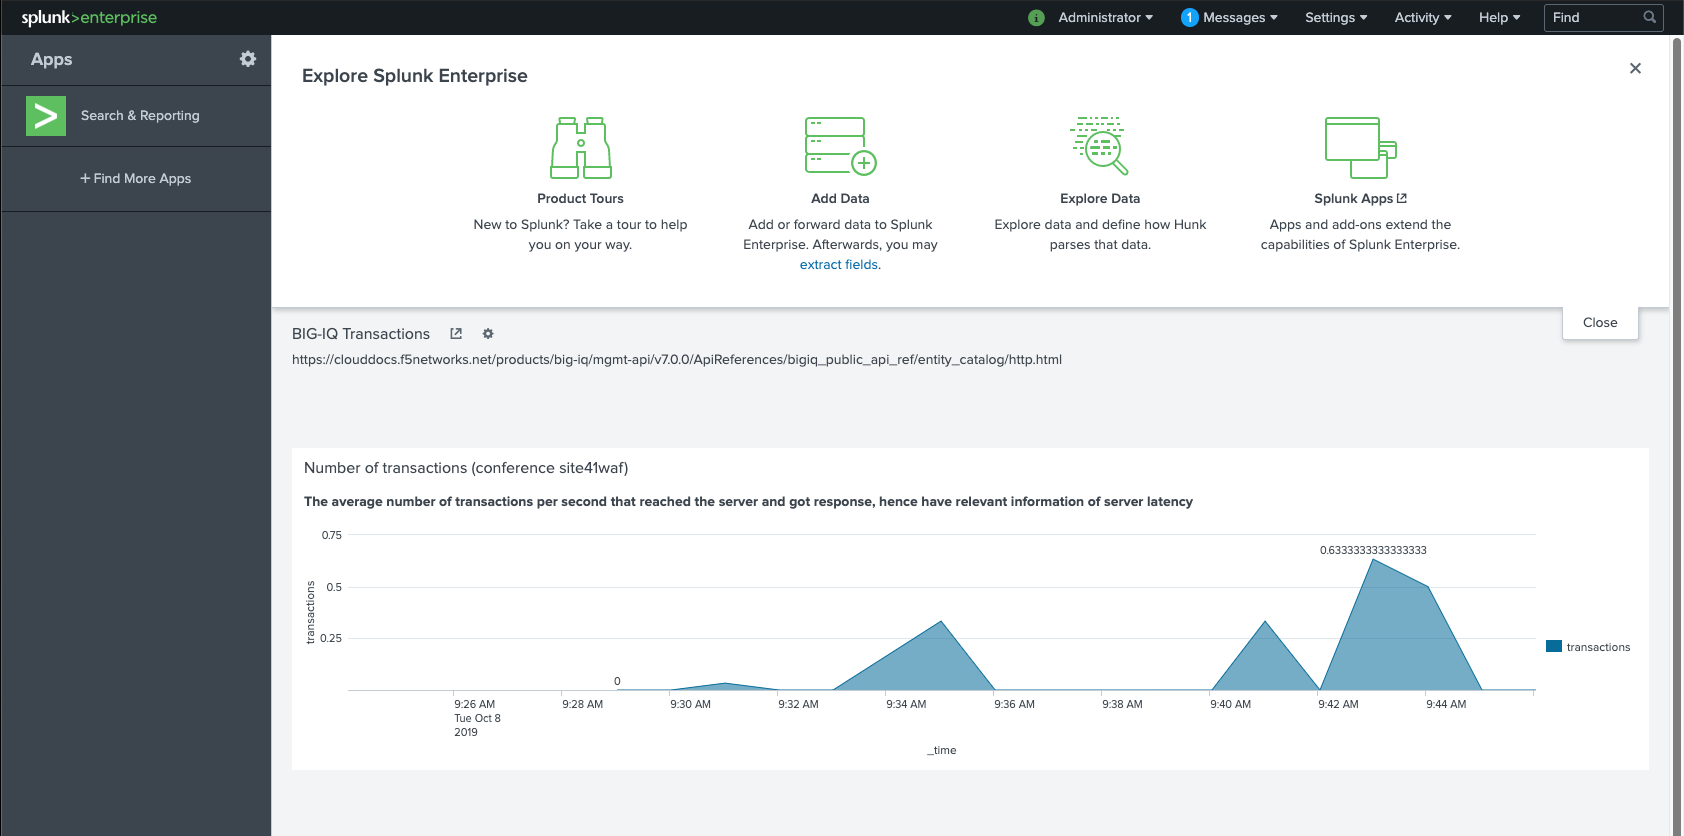 splunk>enterprise
i
Administrator
1 Messages
Settings
Activity
Help
Find
Apps
Search & Reporting
+ Find More Apps
Explore Splunk Enterprise
Product Tours
New to Splunk? Take a tour to help
you on your way.
Add Data
Add or forward data to Splunk
Enterprise. Afterwards, you may
extract fields.
Explore Data
Explore data and define how Hunk
parses that data.
Splunk Apps
Apps and add-ons extend the
capabilities of Splunk Enterprise.
Close
BIG-IQ Transactions
https://clouddocs.f5networks.net/products/big-iq/mgmt-api/v7.0.0/ApiReferences/bigiq_public_api_ref/entity_catalog/http.html
Number of transactions (conference site41waf)
The average number of transactions per second that reached the server and got response, hence have relevant information of server latency
0.75
0.5
0.25
transactions
0
0.6333333333333333
transactions
9:26 AM
Tue Oct 8
2019
9:28 AM
9:30 AM
9:32 AM
9:34 AM
9:36 AM
9:38 AM
9:40 AM
9:42 AM
9:44 AM
_time